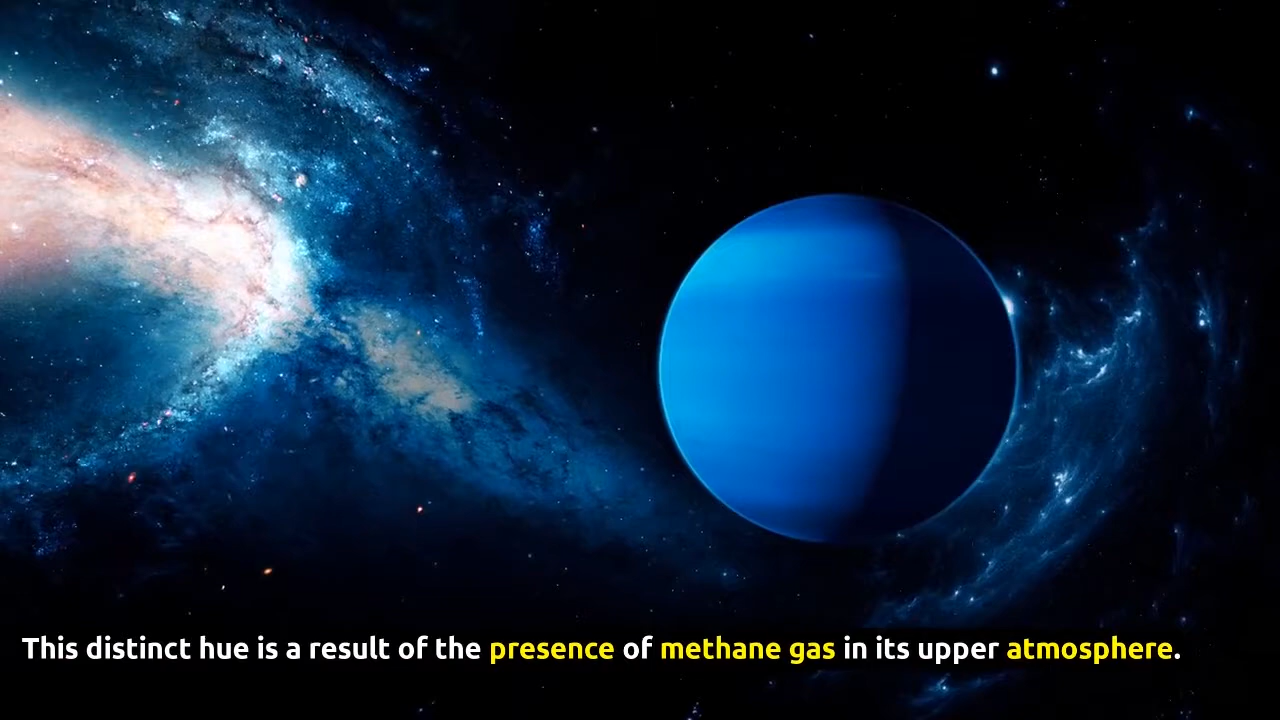 This distinct hue is a result of the presence of methane gas in its upper atmosphere.